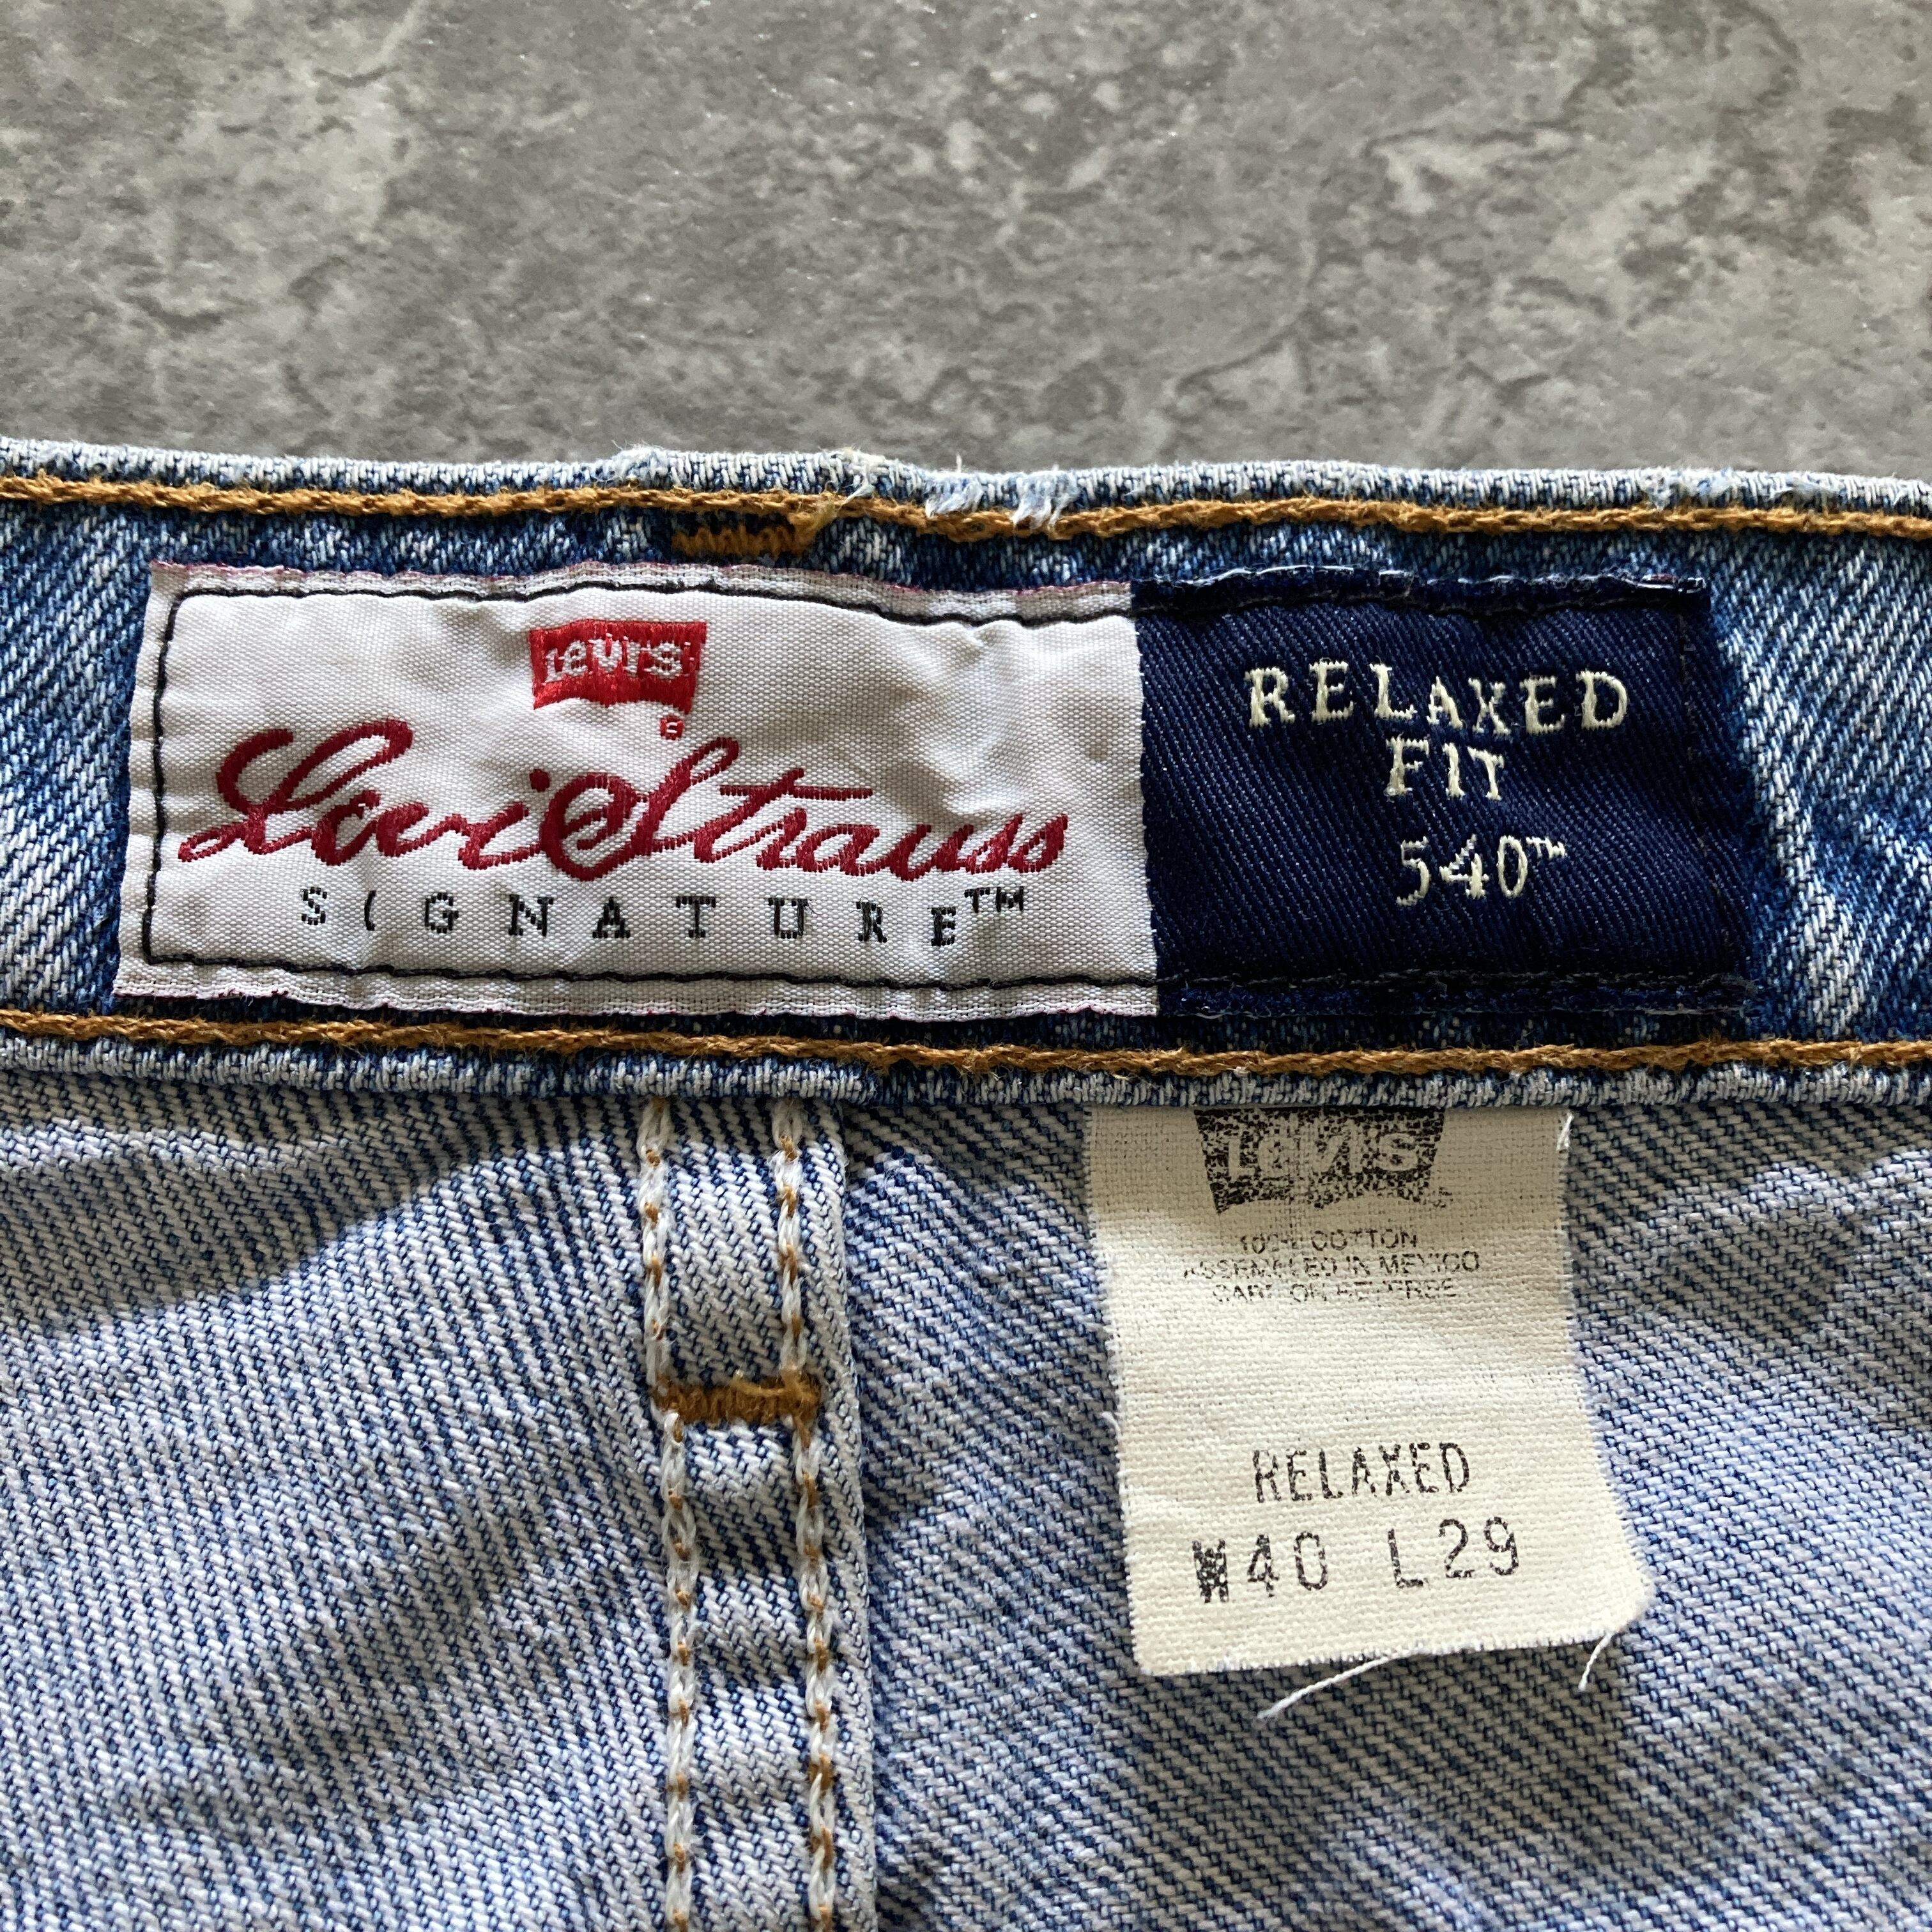 Levi's
®
Levi Strauss
SIGNATURE™
RELAXED
FIT
540™
Levi's
100% COTTON
ASSEMBLED IN MEXICO
CARE ON REVERSE
RELAXED
W40 L29